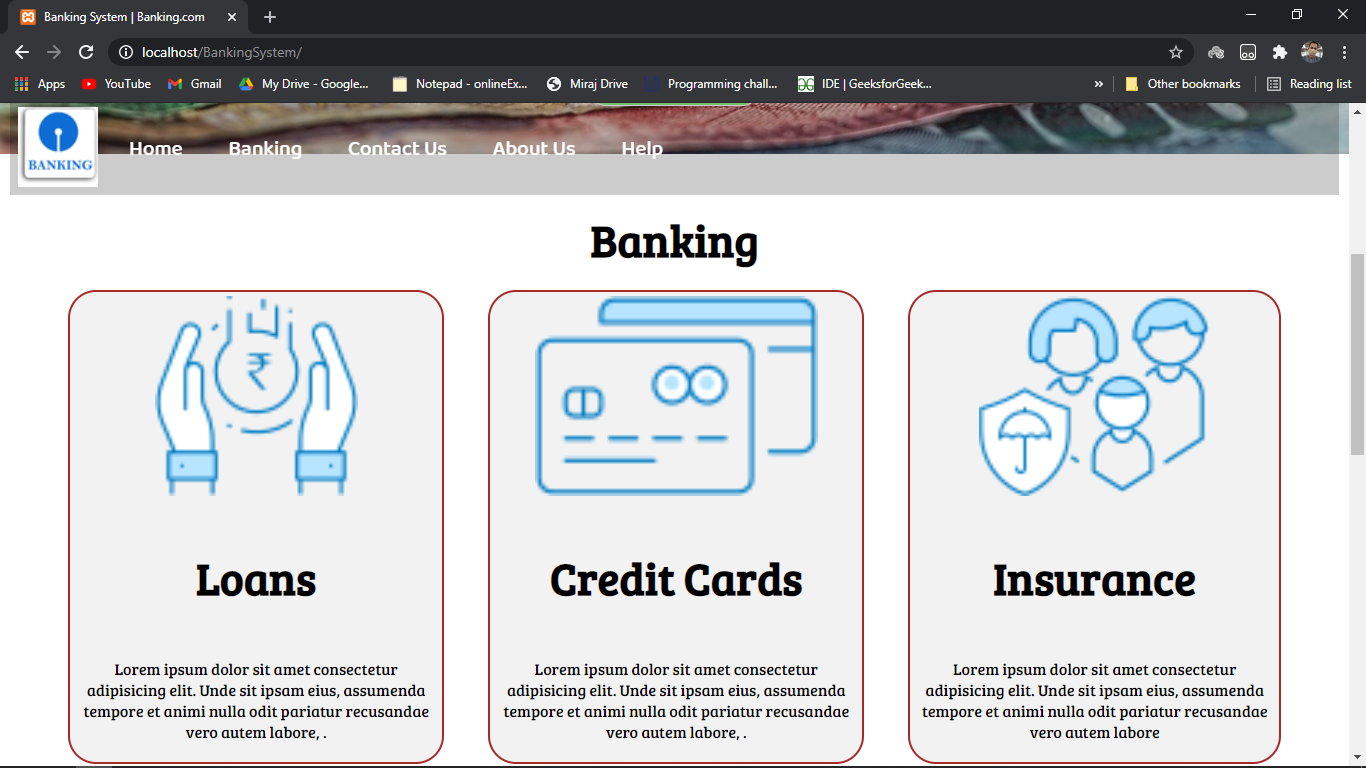 Banking System | Banking.com
localhost/BankingSystem/
Apps YouTube Gmail My Drive - Google... Notepad - onlineEx... Miraj Drive Programming chall... IDE | GeeksforGeek... » Other bookmarks Reading list
BANKING
Home Banking Contact Us About Us Help
Banking
₹
Loans
Lorem ipsum dolor sit amet consectetur
adipisicing elit. Unde sit ipsam eius, assumenda
tempore et animi nulla odit pariatur recusandae
vero autem labore, .
Credit Cards
Lorem ipsum dolor sit amet consectetur
adipisicing elit. Unde sit ipsam eius, assumenda
tempore et animi nulla odit pariatur recusandae
vero autem labore, .
Insurance
Lorem ipsum dolor sit amet consectetur
adipisicing elit. Unde sit ipsam eius, assumenda
tempore et animi nulla odit pariatur recusandae
vero autem labore